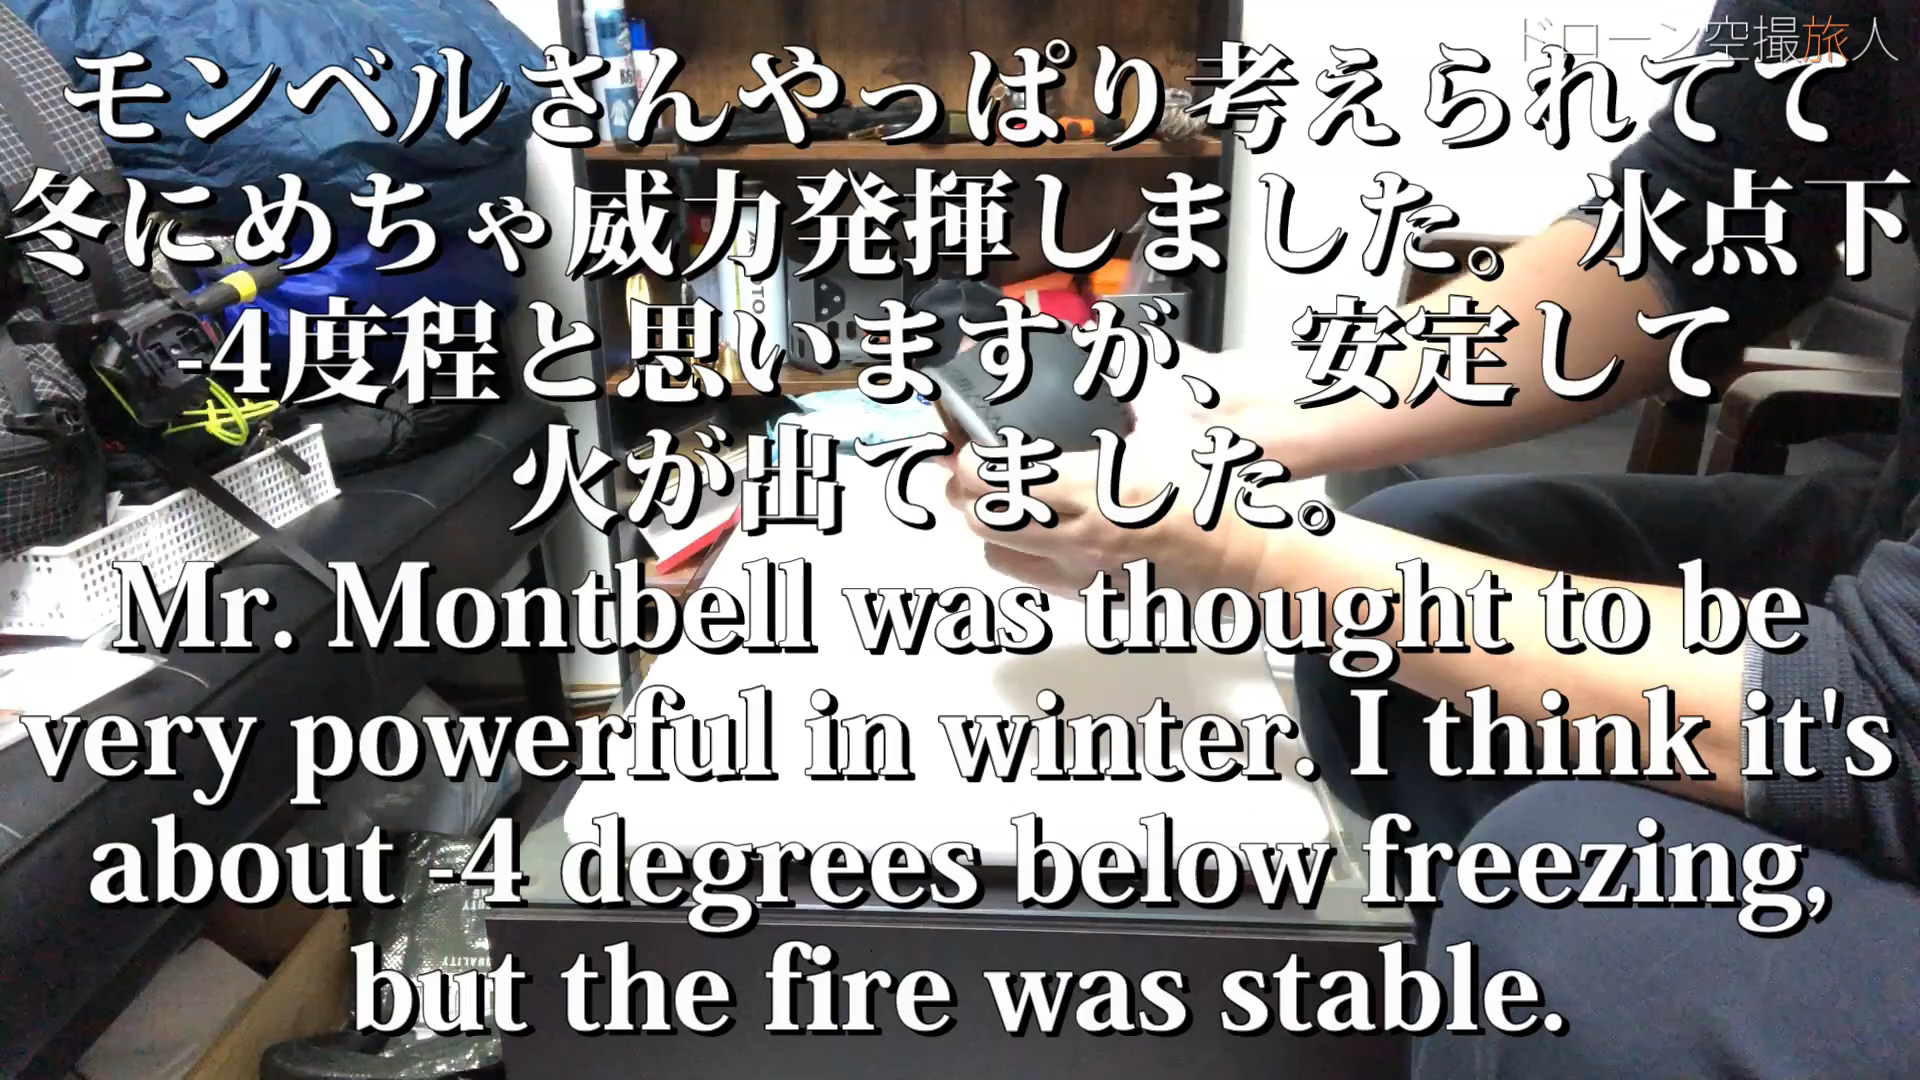 ドローン空撮旅人
モンベルさんやっぱり考えられてて
冬にめちゃ威力発揮しました。氷点下
-4度程と思いますが、安定して
火が出てました。
Mr. Montbell was thought to be
very powerful in winter. I think it's
about -4 degrees below freezing,
but the fire was stable.